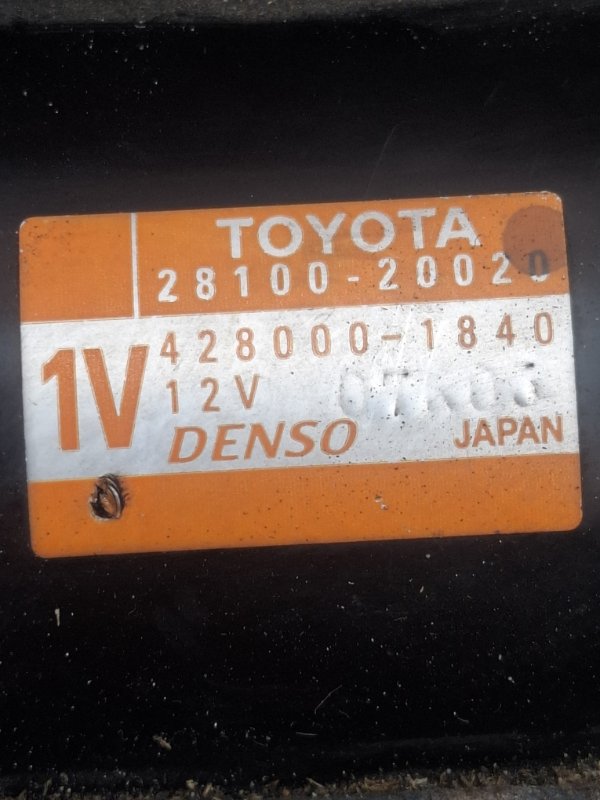 TOYOTA
28100-20020
1V
428000-1840
12V
DENSO JAPAN